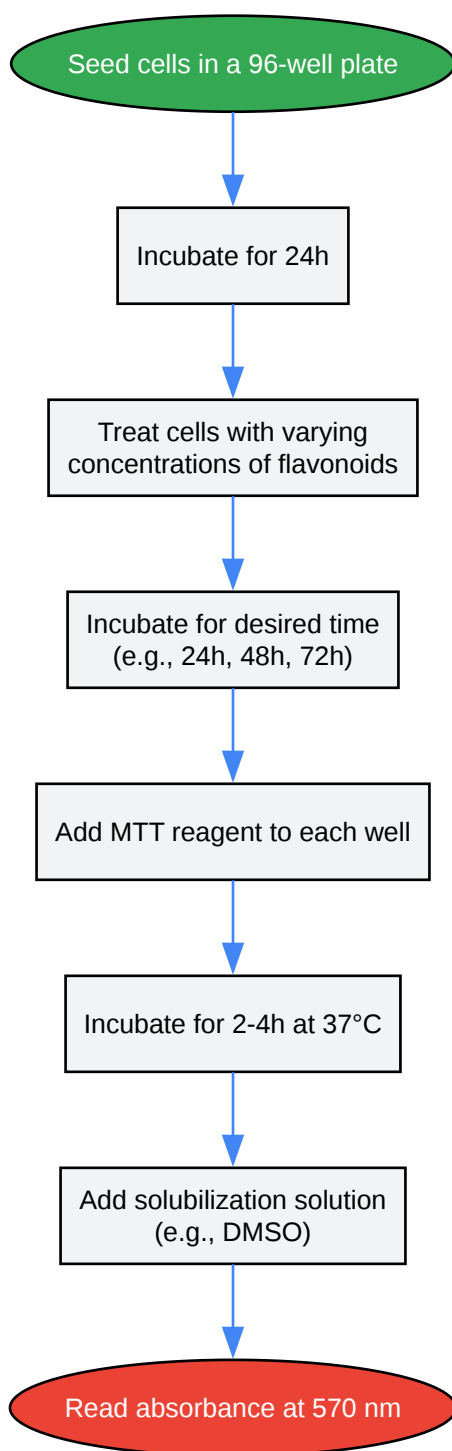 Seed cells in a 96-well plate
Incubate for 24h
Treat cells with varying
concentrations of flavonoids
Incubate for desired time
(e.g., 24h, 48h, 72h)
Add MTT reagent to each well
Incubate for 2-4h at 37°C
Add solubilization solution
(e.g., DMSO)
Read absorbance at 570 nm